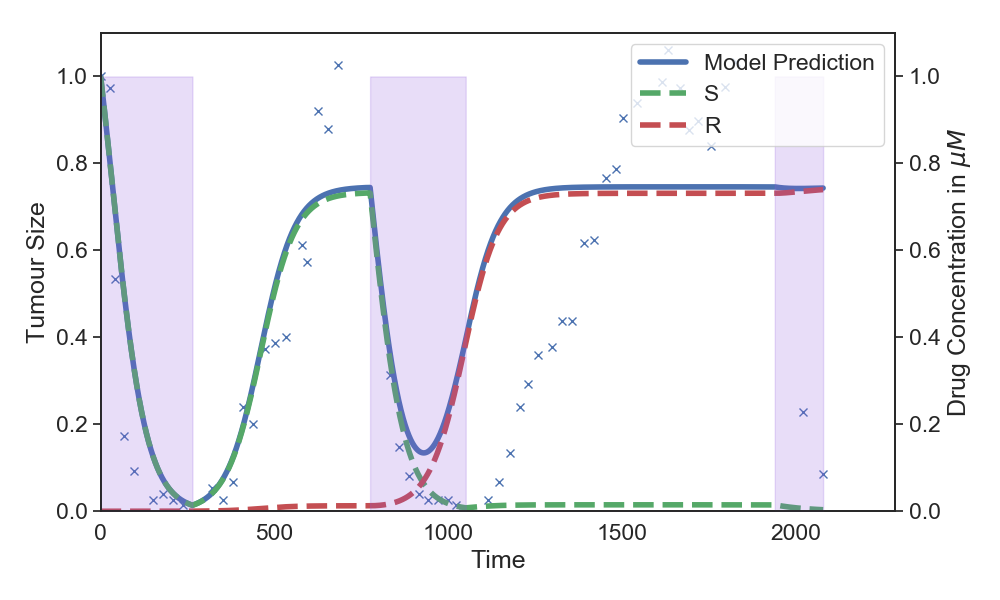 Model Prediction
S
R
1.0
0.8
0.6
0.4
0.2
0.0
Tumour Size
1.0
0.8
0.6
0.4
0.2
0.0
Drug Concentration in μM
0
500
1000
1500
2000
Time